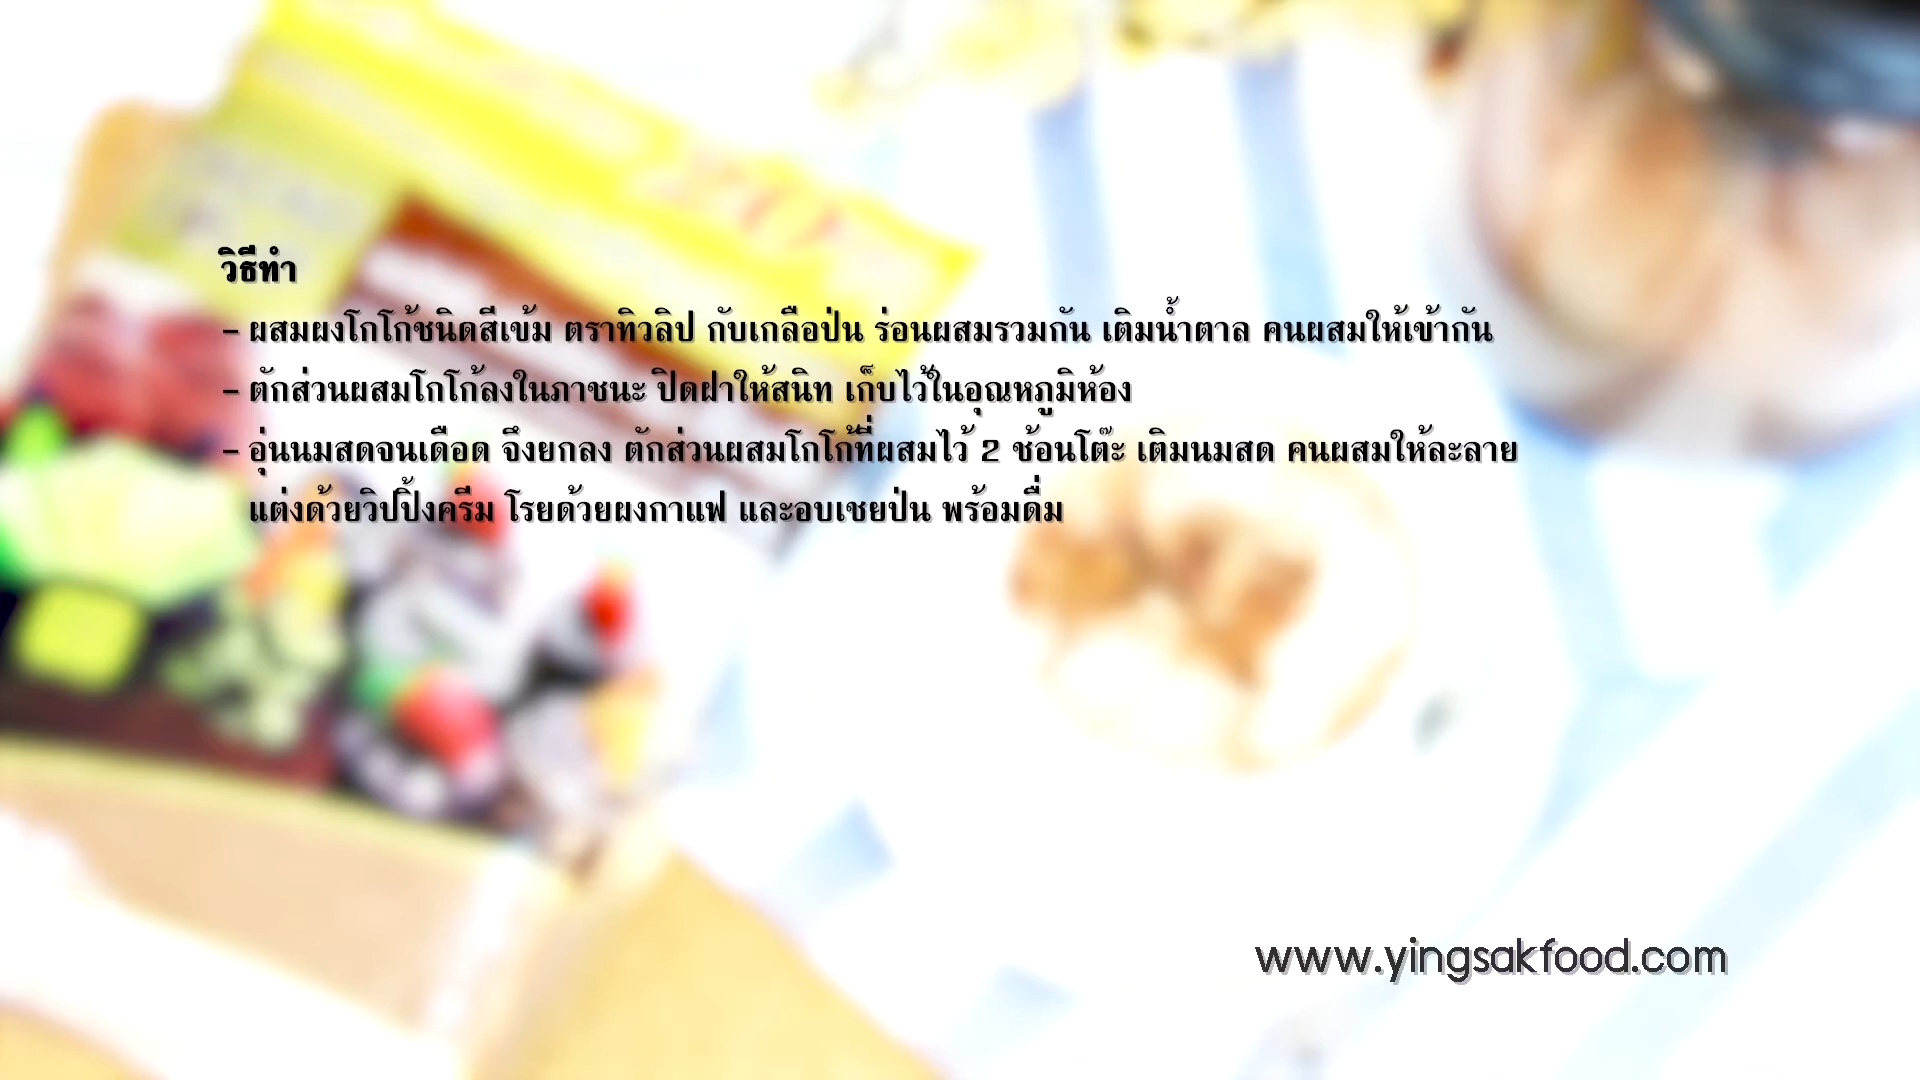 วิธีทำ
- ผสมผงโกโก้ชนิดสีเข้ม ตราทิวลิป กับเกลือป่น ร่อนผสมรวมกัน เติมน้ำตาล คนผสมให้เข้ากัน
- ตักส่วนผสมโกโก้ลงในภาชนะ ปิดฝาให้สนิท เก็บไว้ในอุณหภูมิห้อง
- อุ่นนมสดจนเดือด จึงยกลง ตักส่วนผสมโกโก้ที่ผสมไว้ 2 ช้อนโต๊ะ เติมนมสด คนผสมให้ละลาย
แต่งด้วยวิปปิ้งครีม โรยด้วยผงกาแฟ และอบเชยป่น พร้อมดื่ม
www.yingsakfood.com